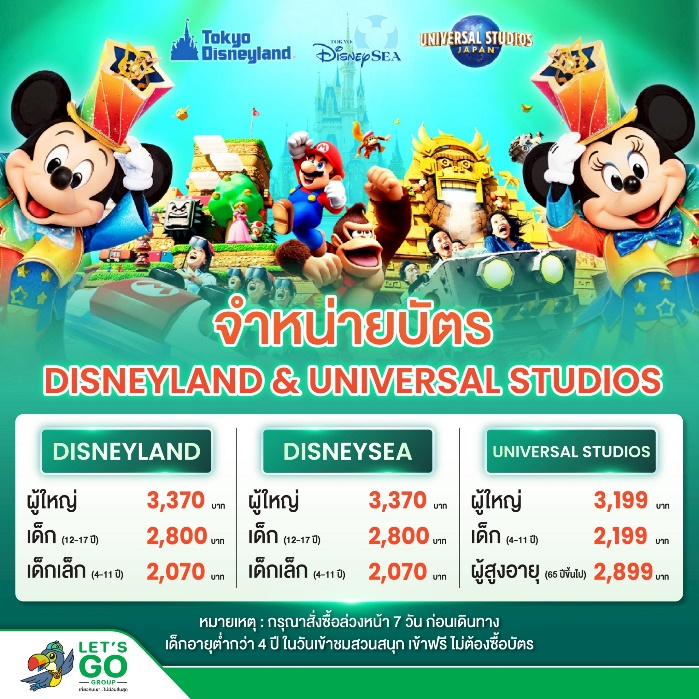 Tokyo Disneyland
TOKYO DisneySEA
UNIVERSAL STUDIOS JAPAN
จำหน่ายบัตร
DISNEYLAND & UNIVERSAL STUDIOS
DISNEYLAND
ผู้ใหญ่ 3,370 บาท
เด็ก (12-17 ปี) 2,800 บาท
เด็กเล็ก (4-11 ปี) 2,070 บาท
DISNEYSEA
ผู้ใหญ่ 3,370 บาท
เด็ก (12-17 ปี) 2,800 บาท
เด็กเล็ก (4-11 ปี) 2,070 บาท
UNIVERSAL STUDIOS
ผู้ใหญ่ 3,199 บาท
เด็ก (4-11 ปี) 2,199 บาท
ผู้สูงอายุ (65 ปีขึ้นไป) 2,899 บาท
หมายเหตุ : กรุณาสั่งซื้อล่วงหน้า 7 วัน ก่อนเดินทาง
เด็กอายุต่ำกว่า 4 ปี ในวันเข้าชมสวนสนุก เข้าฟรี ไม่ต้องซื้อบัตร
LET'S
GO
GROUP